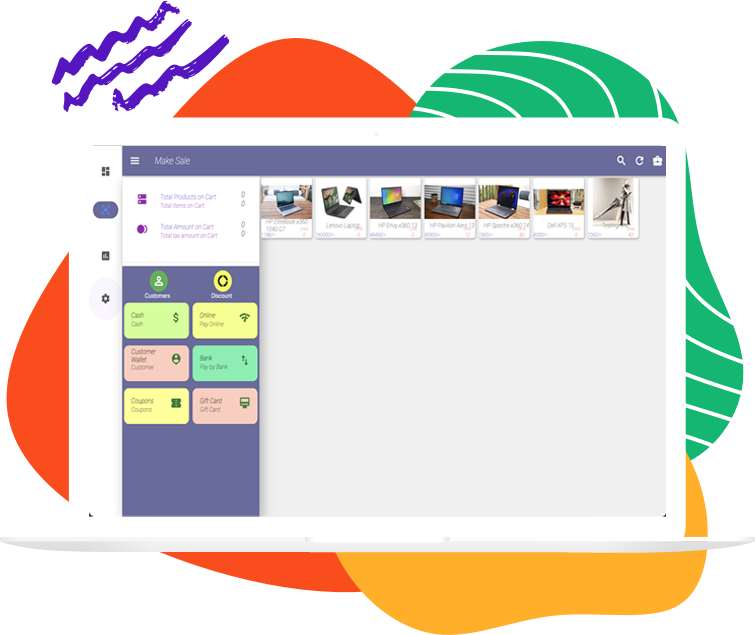 Make Sale
Total Products on Cart 0
Total Items on Cart 0
Total Amount on Cart 0
Total tax amount on Cart 0
HP EliteBook x360
1040 G7
Lenovo Laptop
HP Envy x360 13
HP Pavilion Aero 13
HP Spectre x360 14
Dell XPS 15
Testing
Customers
Discount
Cash
Cash
Online
Pay Online
Customer
Wallet
Customer
Bank
Pay by Bank
Coupons
Coupons
Gift Card
Gift Card